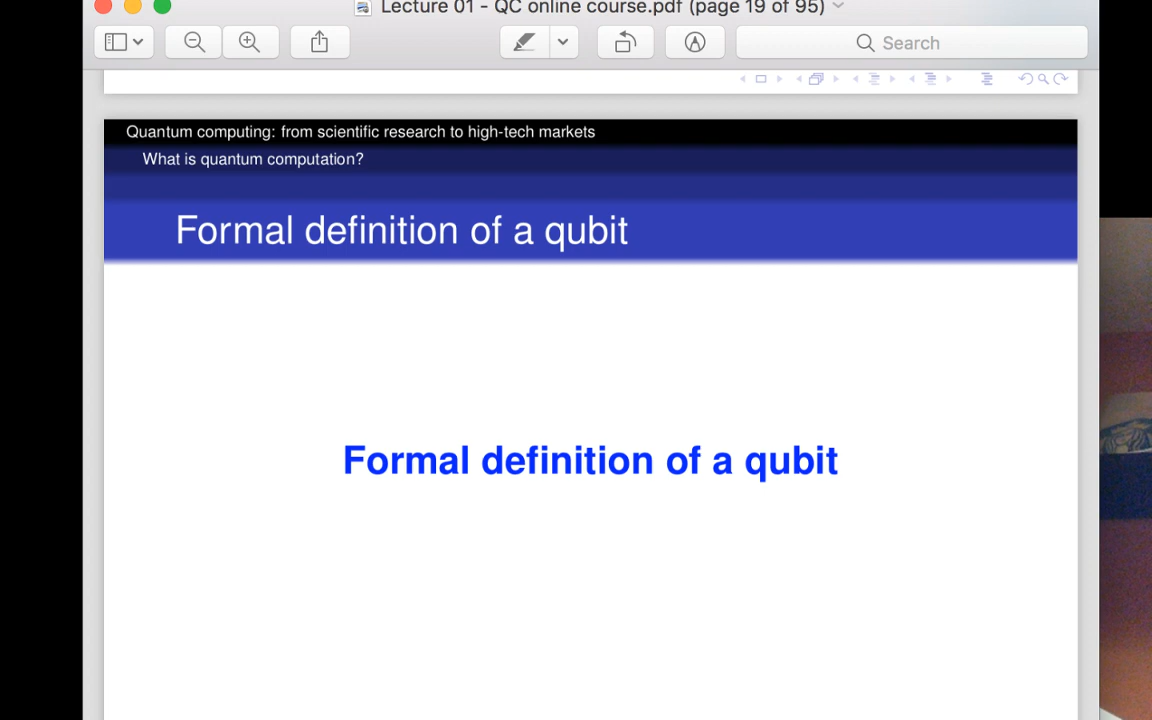 Lecture 01 - QC online course.pdf (page 19 of 95)
Search
Quantum computing: from scientific research to high-tech markets
What is quantum computation?
Formal definition of a qubit
Formal definition of a qubit